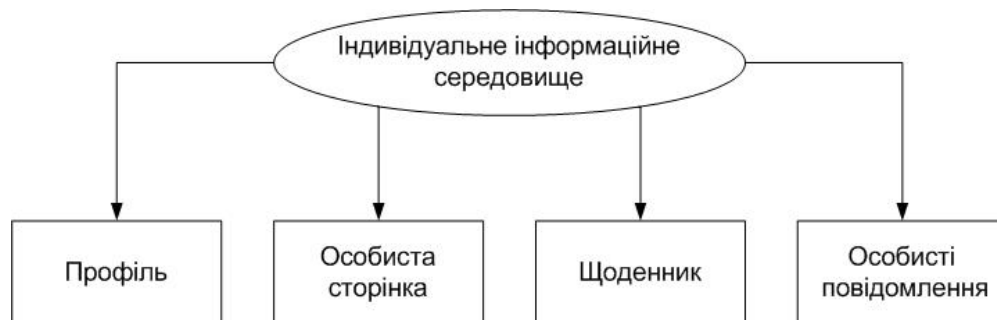 Індивідуальне інформаційне
середовище
Профіль
Особиста
сторінка
Щоденник
Особисті
повідомлення